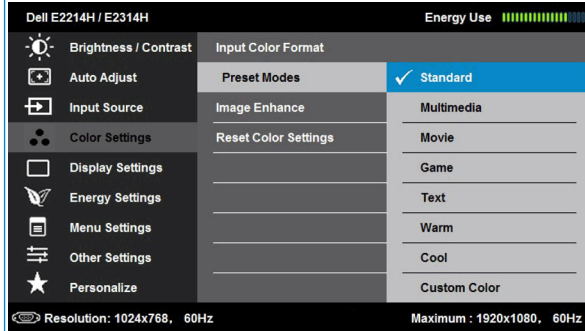 Dell E2214H / E2314H Energy Use
Brightness / Contrast Input Color Format
Auto Adjust Preset Modes Standard
Input Source Image Enhance Multimedia
Color Settings Reset Color Settings Movie
Display Settings Game
Energy Settings Text
Menu Settings Warm
Other Settings Cool
Personalize Custom Color
Resolution: 1024x768, 60Hz Maximum : 1920x1080, 60Hz